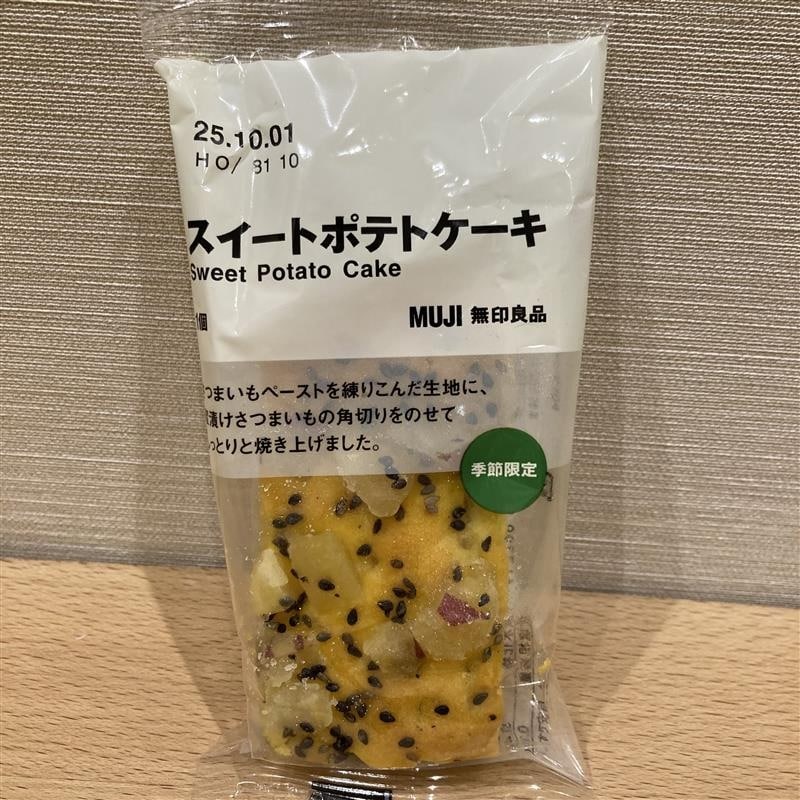 25.10.01
HO/ 31 10
スイートポテトケーキ
Sweet Potato Cake
1個
MUJI 無印良品
つまいもペーストを練りこんだ生地に、
漬けさつまいもの角切りをのせて
っとりと焼き上げました。
季節限定